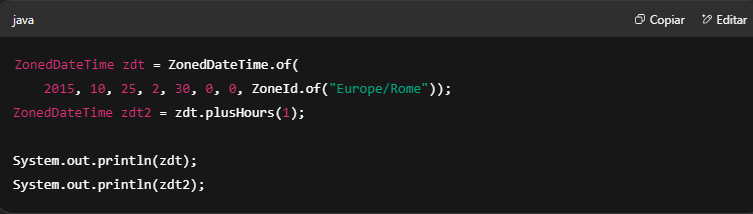 java Copiar Editar
ZonedDateTime zdt = ZonedDateTime.of(
2015, 10, 25, 2, 30, 0, 0, ZoneId.of("Europe/Rome"));
ZonedDateTime zdt2 = zdt.plusHours(1);
System.out.println(zdt);
System.out.println(zdt2);